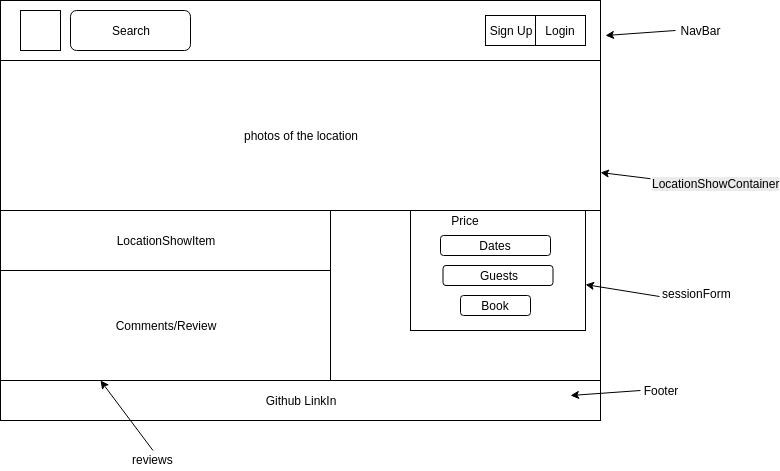 Search
Sign Up
Login
NavBar
photos of the location
LocationShowContainer
LocationShowItem
Price
Dates
Guests
Book
sessionForm
Comments/Review
Github LinkIn
Footer
reviews